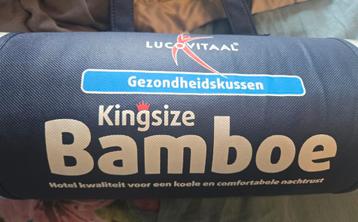 LUCOVITAAL®
Gezondheidskussen
Kingsize
Bamboe
Hotel kwaliteit voor een koele en comfortabele nachtrust